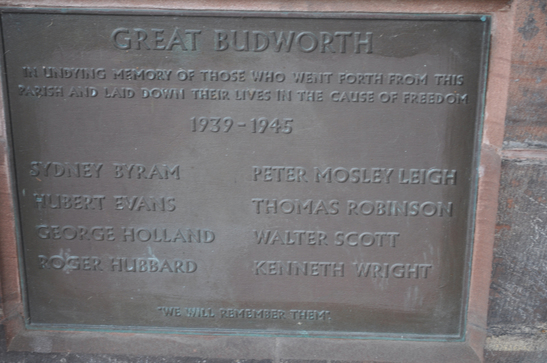 GREAT BUDWORTH
IN UNDYING MEMORY OF THOSE WHO WENT FORTH FROM THIS
PARISH AND LAID DOWN THEIR LIVES IN THE CAUSE OF FREEDOM
1939-1945
SYDNEY BYRAM
HUBERT EVANS
GEORGE HOLLAND
ROGER HUBBARD
PETER MOSLEY LEIGH
THOMAS ROBINSON
WALTER SCOTT
KENNETH WRIGHT
"WE WILL REMEMBER THEM".